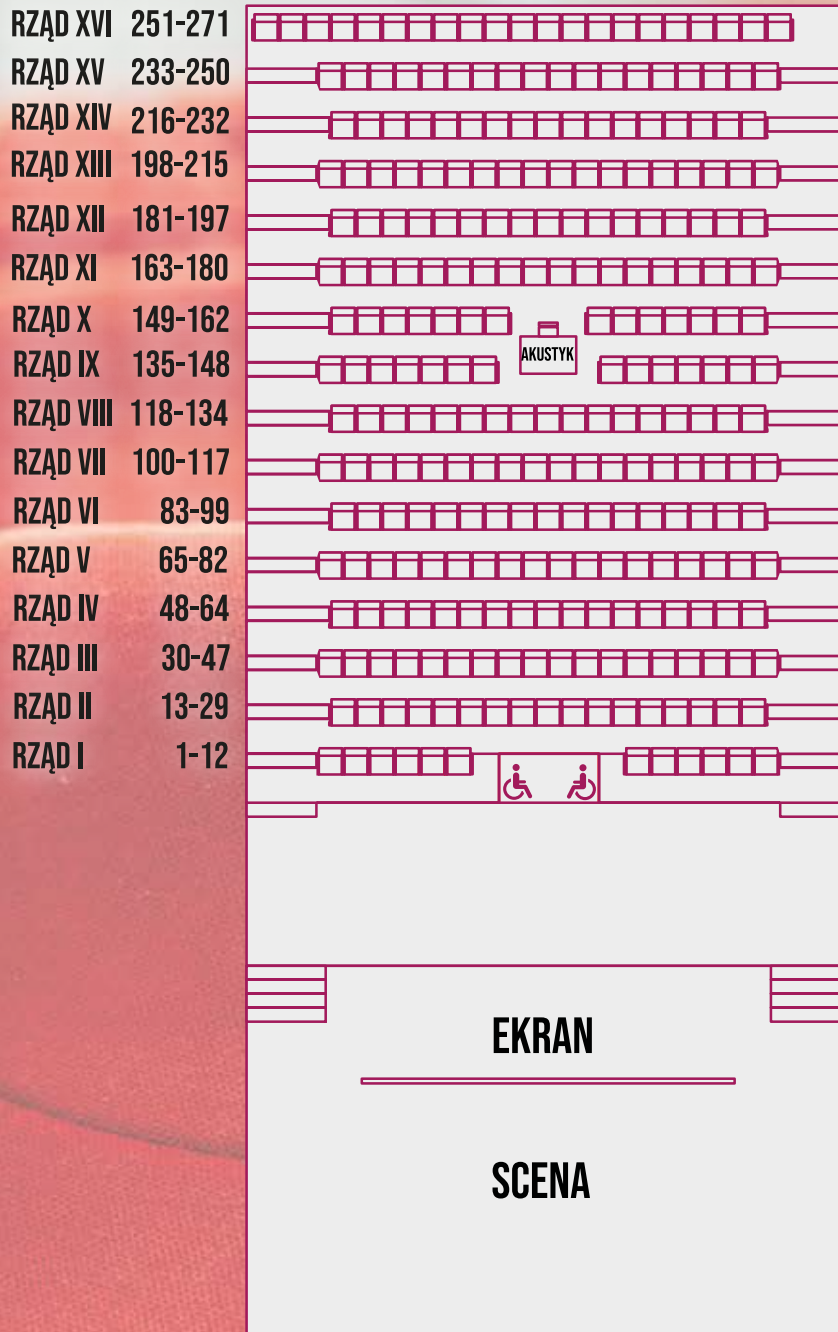 RZĄD XVI 251-271
RZĄD XV 233-250
RZĄD XIV 216-232
RZĄD XIII 198-215
RZĄD XII 181-197
RZĄD XI 163-180
RZĄD X 149-162
RZĄD IX 135-148
AKUSTYK
RZĄD VIII 118-134
RZĄD VII 100-117
RZĄD VI 83-99
RZĄD V 65-82
RZĄD IV 48-64
RZĄD III 30-47
RZĄD II 13-29
RZĄD I 1-12
EKRAN
SCENA